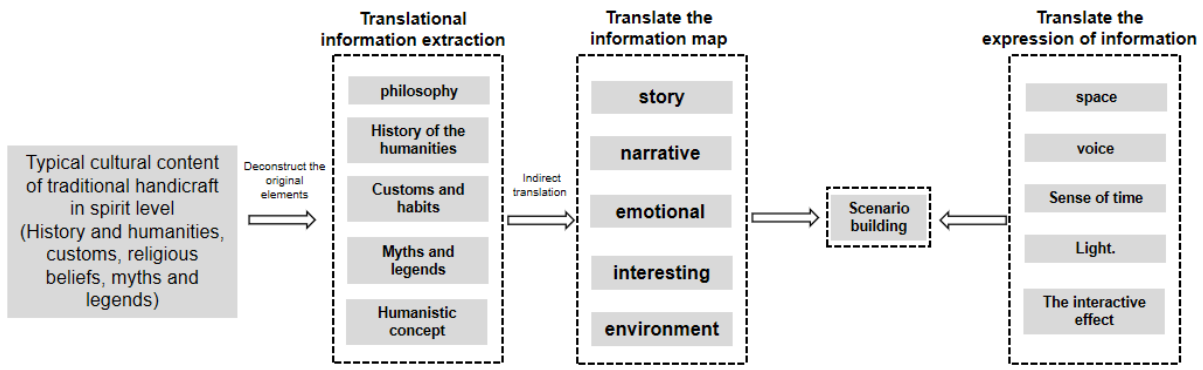 Typical cultural content
of traditional handicraft
in spirit level
(History and humanities,
customs, religious
beliefs, myths and
legends)
Deconstruct the
original
elements
Translational
information extraction
philosophy
History of the
humanities
Customs and
habits
Myths and
legends
Humanistic
concept
Indirect
translation
Translate the
information map
story
narrative
emotional
interesting
environment
Scenario
building
Translate the
expression of information
space
voice
Sense of time
Light.
The interactive
effect